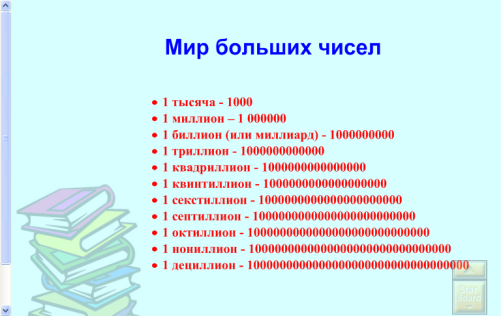 Мир больших чисел
• 1 тысяча - 1000
• 1 миллион – 1 000000
• 1 биллион (или миллиард) - 1000000000
• 1 триллион - 1000000000000
• 1 квадриллион - 1000000000000000
• 1 квинтиллион - 1000000000000000000
• 1 секстиллион - 1000000000000000000000
• 1 септиллион - 1000000000000000000000000
• 1 октиллион - 1000000000000000000000000000
• 1 нониллион - 1000000000000000000000000000000
• 1 дециллион - 1000000000000000000000000000000000